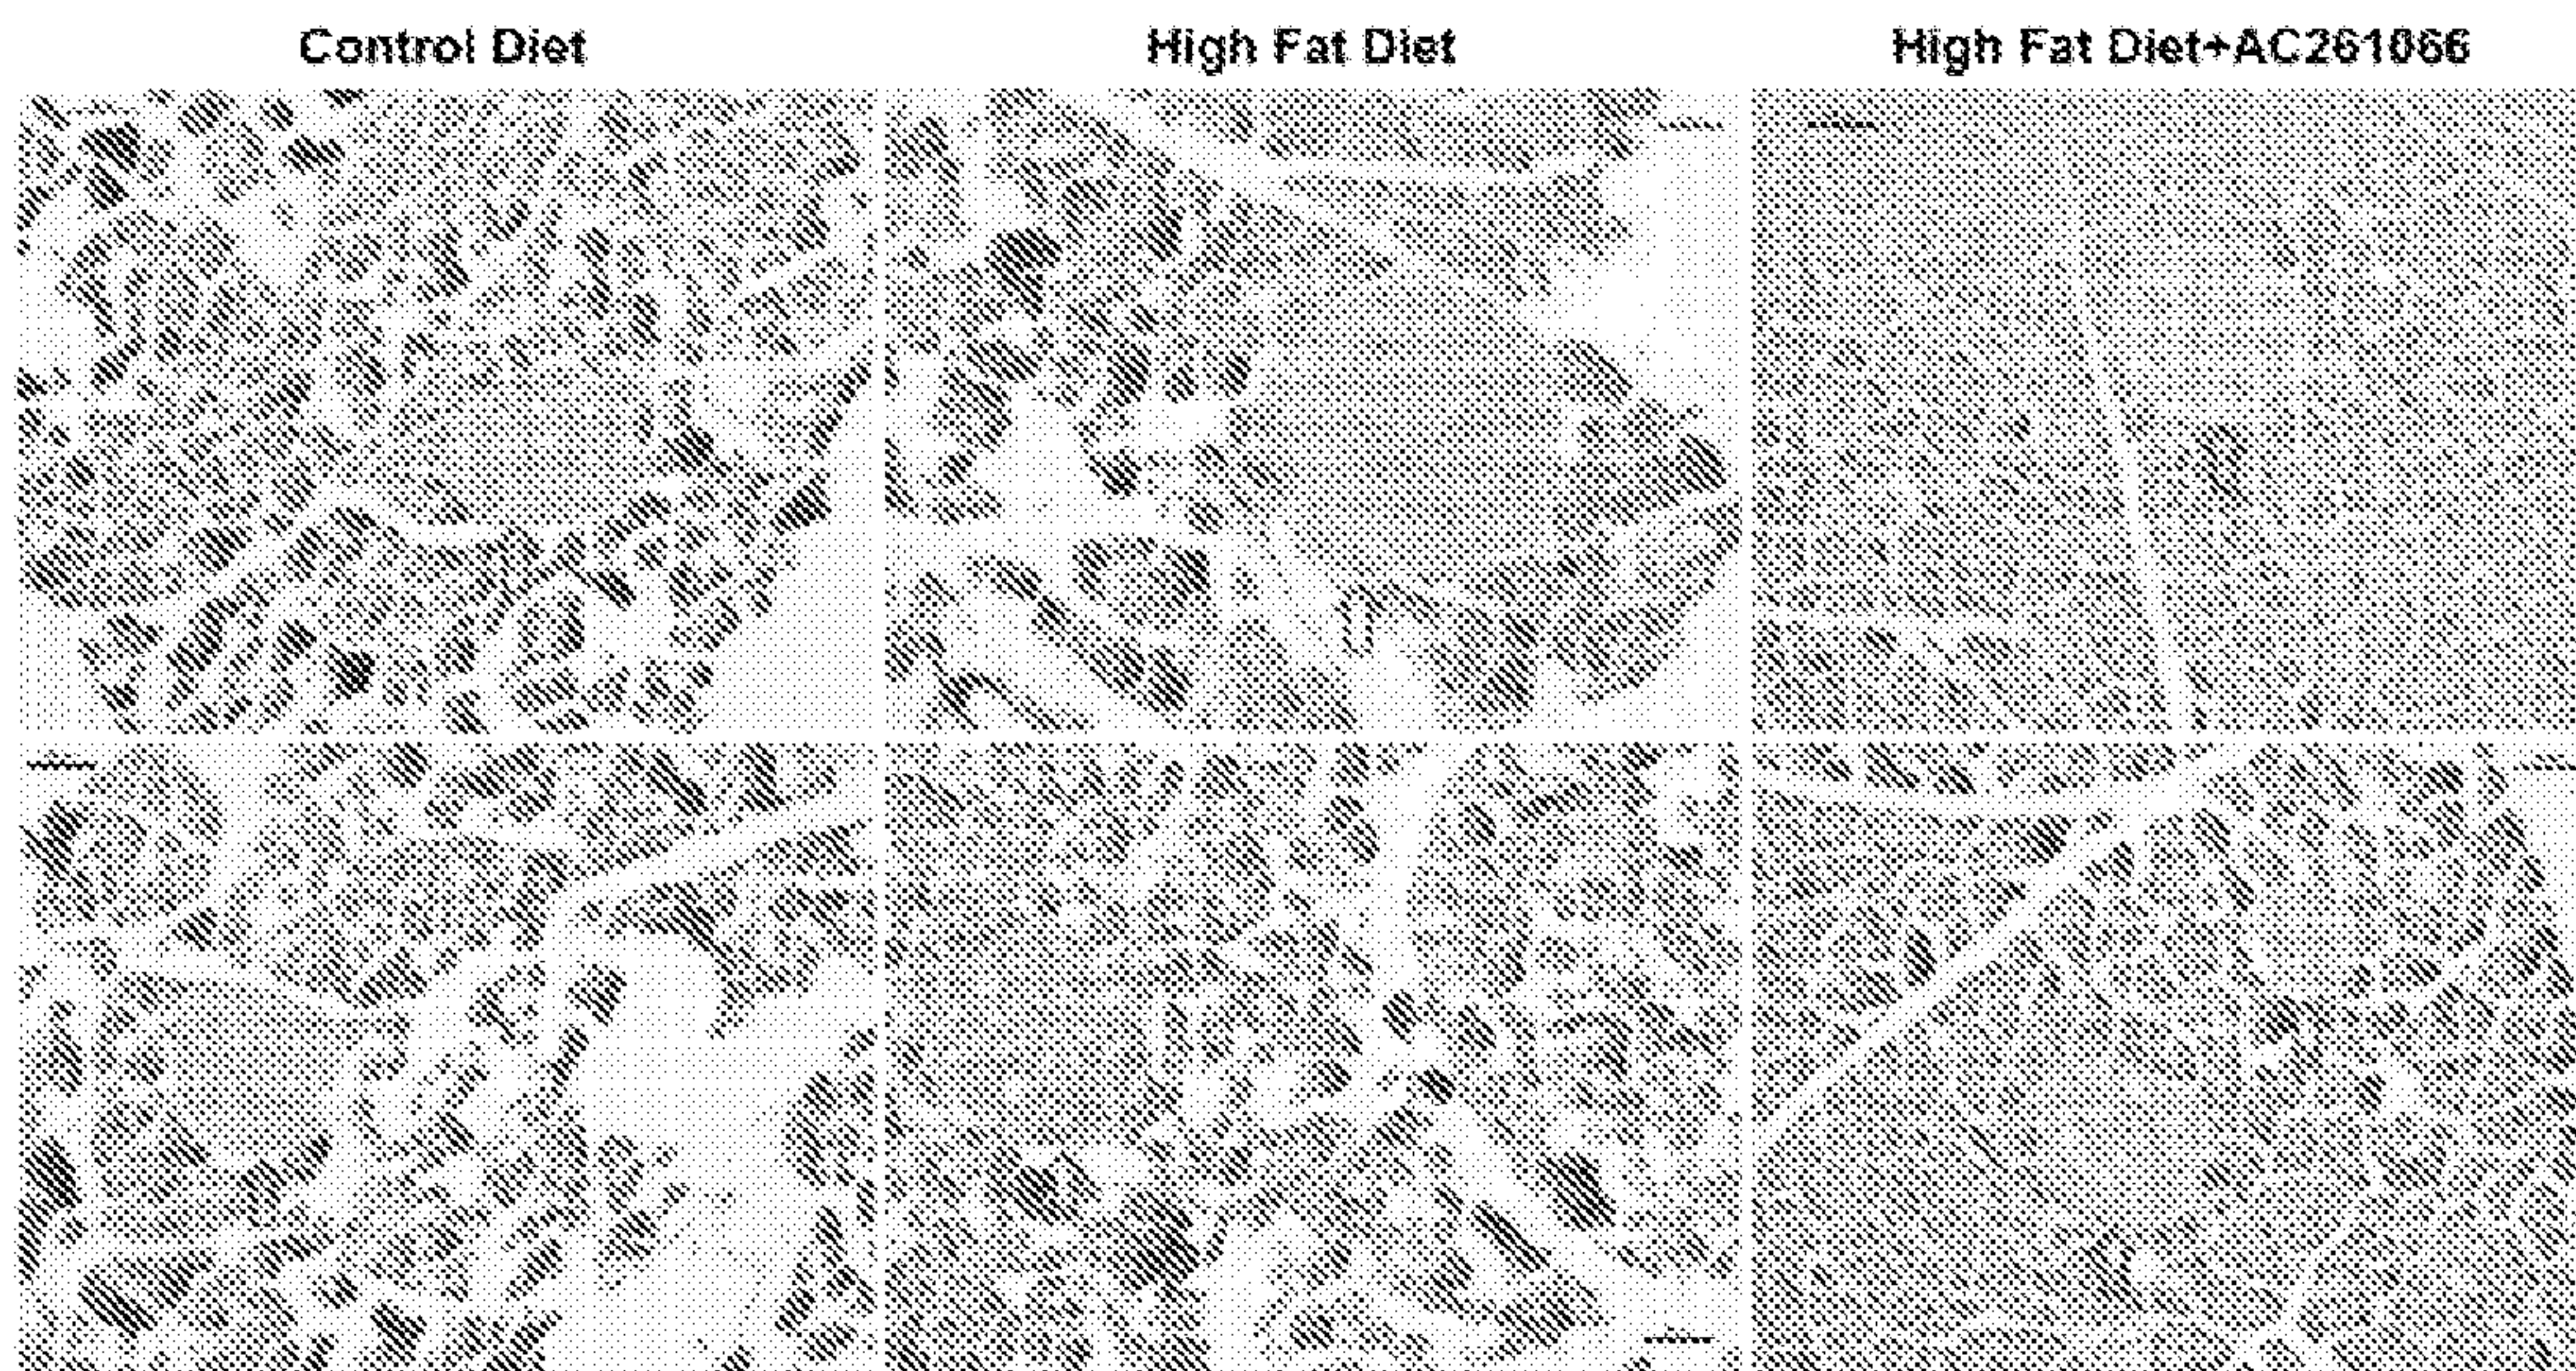 Control Diet
High Fat Diet
High Fat Diet+AC261066